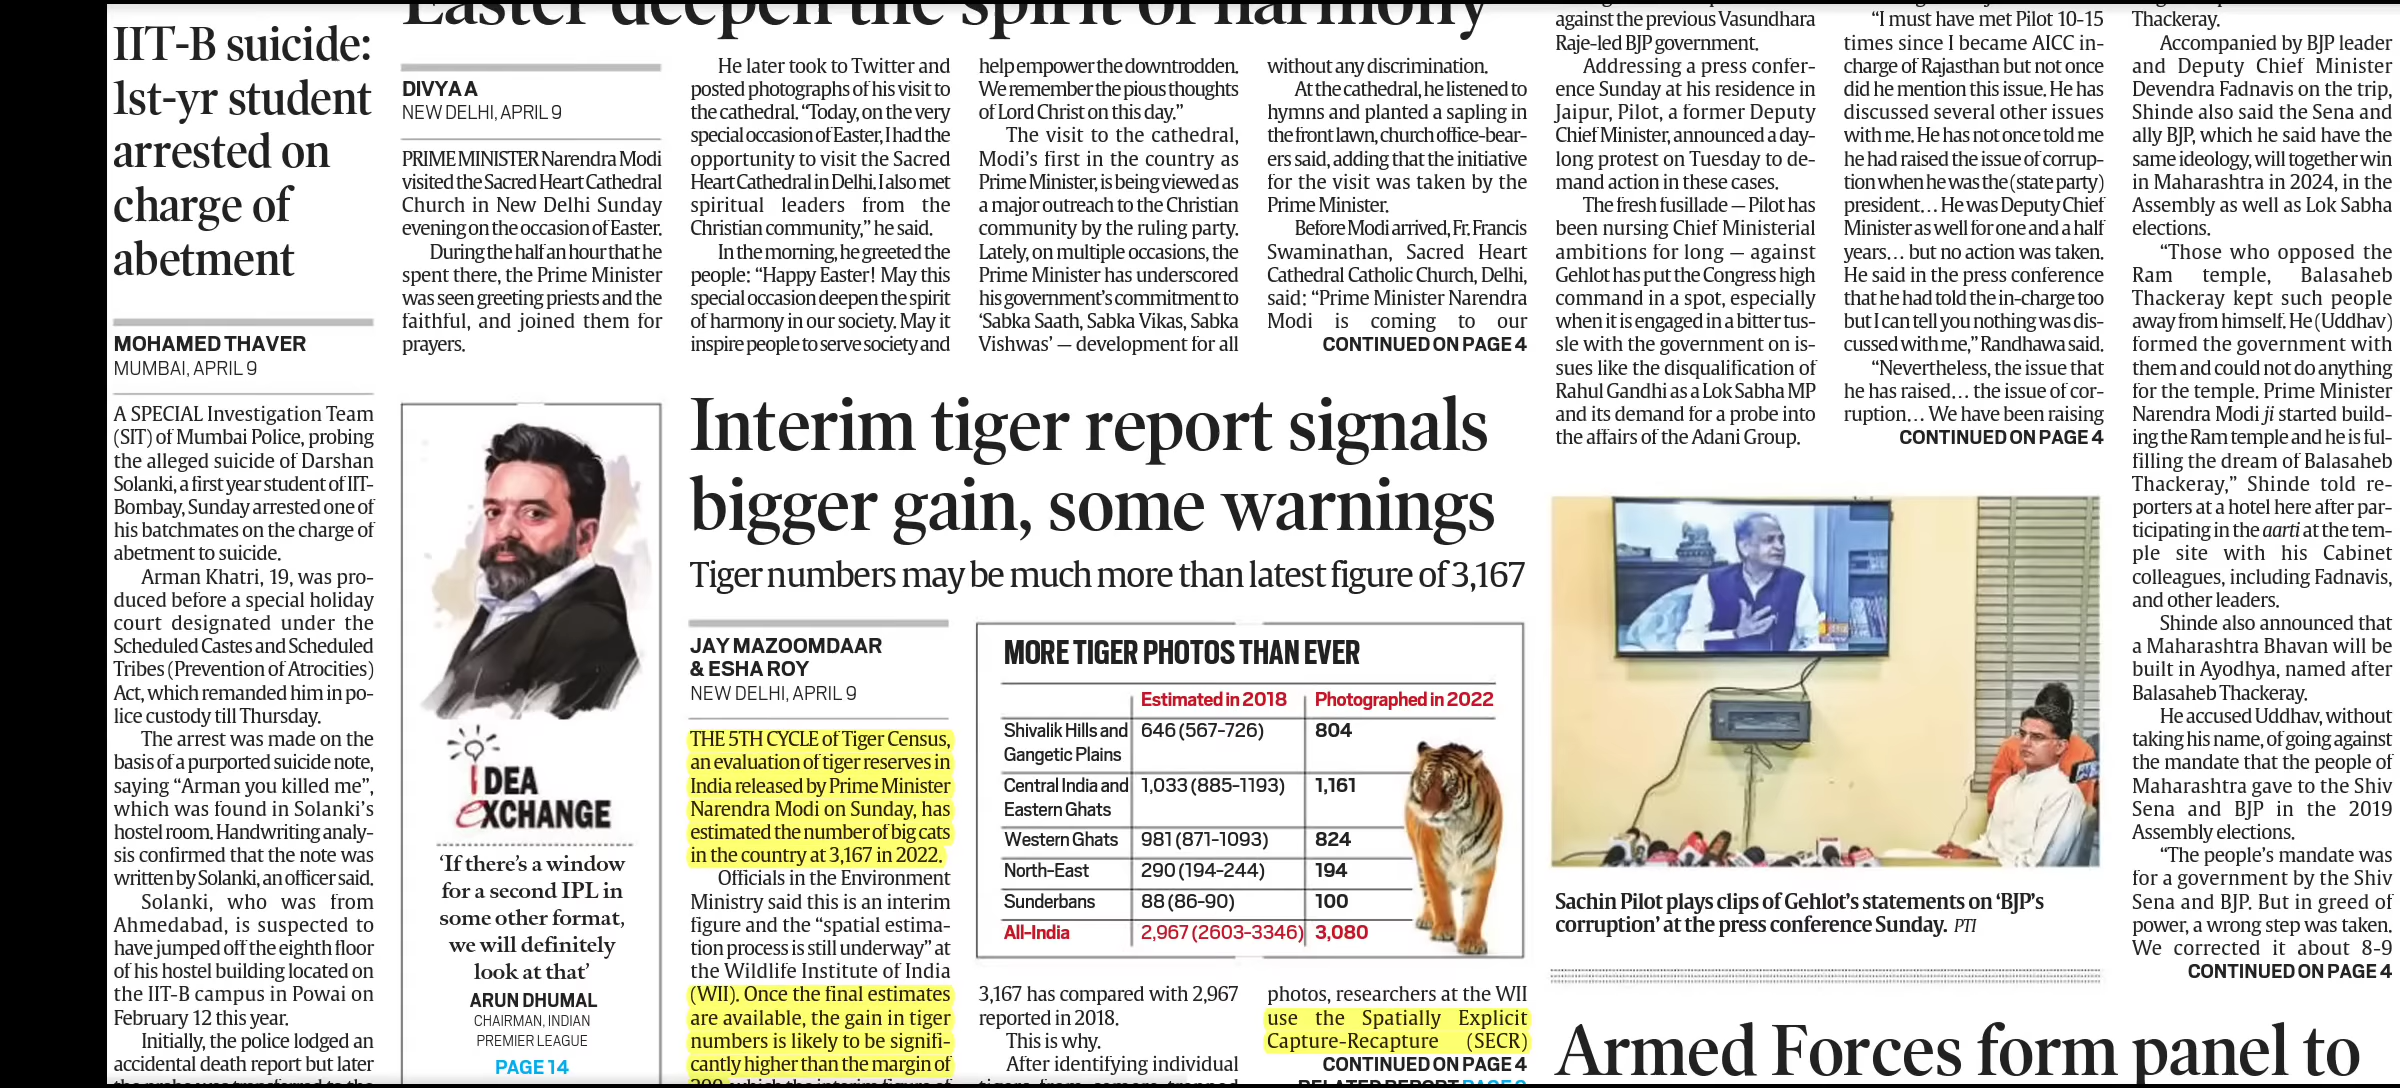 Easter deepen the spirit of harmony
IIT-B suicide:
1st-yr student
arrested on
charge of
abetment
MOHAMED THAVER
MUMBAI, APRIL 9
A SPECIAL Investigation Team
(SIT) of Mumbai Police, probing
the alleged suicide of Darshan
Solanki, a first year student of IIT-
Bombay, Sunday arrested one of
his batchmates on the charge of
abetment to suicide.
Arman Khatri, 19, was pro-
duced before a special holiday
court designated under the
Scheduled Castes and Scheduled
Tribes (Prevention of Atrocities)
Act, which remanded him in po-
lice custody till Thursday.
The arrest was made on the
basis of a purported suicide note,
saying “Arman you killed me”,
which was found in Solanki’s
hostel room. Handwriting analy-
sis confirmed that the note was
written by Solanki, an officer said.
Solanki, who was from
Ahmedabad, is suspected to
have jumped off the eighth floor
of his hostel building located on
the IIT-B campus in Powai on
February 12 this year.
Initially, the police lodged an
accidental death report but later
DIVYA A
NEW DELHI, APRIL 9
PRIME MINISTER Narendra Modi
visited the Sacred Heart Cathedral
Church in New Delhi Sunday
evening on the occasion of Easter.
During the half an hour that he
spent there, the Prime Minister
was seen greeting priests and the
faithful, and joined them for
prayers.
He later took to Twitter and
posted photographs of his visit to
the cathedral. “Today, on the very
special occasion of Easter, I had the
opportunity to visit the Sacred
Heart Cathedral in Delhi. I also met
spiritual leaders from the
Christian community,” he said.
In the morning, he greeted the
people: “Happy Easter! May this
special occasion deepen the spirit
of harmony in our society. May it
inspire people to serve society and
help empower the downtrodden.
We remember the pious thoughts
of Lord Christ on this day.”
The visit to the cathedral,
Modi’s first in the country as
Prime Minister, is being viewed as
a major outreach to the Christian
community by the ruling party.
Lately, on multiple occasions, the
Prime Minister has underscored
his government’s commitment to
‘Sabka Saath, Sabka Vikas, Sabka
Vishwas’ — development for all
without any discrimination.
At the cathedral, he listened to
hymns and planted a sapling in
the front lawn, church office-bear-
ers said, adding that the initiative
for the visit was taken by the
Prime Minister.
Before Modi arrived, Fr. Francis
Swaminathan, Sacred Heart
Cathedral Catholic Church, Delhi,
said: “Prime Minister Narendra
Modi is coming to our
CONTINUED ON PAGE 4
IDEA
eXCHANGE
‘If there’s a window
for a second IPL in
some other format,
we will definitely
look at that’
ARUN DHUMAL
CHAIRMAN, INDIAN
PREMIER LEAGUE
PAGE 14
Interim tiger report signals
bigger gain, some warnings
Tiger numbers may be much more than latest figure of 3,167
JAY MAZOOMDAAR
& ESHA ROY
NEW DELHI, APRIL 9
THE 5TH CYCLE of Tiger Census,
an evaluation of tiger reserves in
India released by Prime Minister
Narendra Modi on Sunday, has
estimated the number of big cats
in the country at 3,167 in 2022.
Officials in the Environment
Ministry said this is an interim
figure and the “spatial estima-
tion process is still underway” at
the Wildlife Institute of India
(WII). Once the final estimates
are available, the gain in tiger
numbers is likely to be signifi-
cantly higher than the margin of
200 which the interim figure of
MORE TIGER PHOTOS THAN EVER
Estimated in 2018 Photographed in 2022
Shivalik Hills and 646 (567-726) 804
Gangetic Plains
Central India and 1,033 (885-1193) 1,161
Eastern Ghats
Western Ghats 981 (871-1093) 824
North-East 290 (194-244) 194
Sunderbans 88 (86-90) 100
All-India 2,967 (2603-3346) 3,080
3,167 has compared with 2,967
reported in 2018.
This is why.
After identifying individual
tigers from camera trapped
photos, researchers at the WII
use the Spatially Explicit
Capture-Recapture (SECR)
CONTINUED ON PAGE 4
RELATED REPORT PAGE
against the previous Vasundhara
Raje-led BJP government.
Addressing a press confer-
ence Sunday at his residence in
Jaipur, Pilot, a former Deputy
Chief Minister, announced a day-
long protest on Tuesday to de-
mand action in these cases.
The fresh fusillade — Pilot has
been nursing Chief Ministerial
ambitions for long — against
Gehlot has put the Congress high
command in a spot, especially
when it is engaged in a bitter tus-
sle with the government on is-
sues like the disqualification of
Rahul Gandhi as a Lok Sabha MP
and its demand for a probe into
the affairs of the Adani Group.
“I must have met Pilot 10-15
times since I became AICC in-
charge of Rajasthan but not once
did he mention this issue. He has
discussed several other issues
with me. He has not once told me
he had raised the issue of corrup-
tion when he was the (state party)
president... He was Deputy Chief
Minister as well for one and a half
years... but no action was taken.
He said in the press conference
that he had told the in-charge too
but I can tell you nothing was dis-
cussed with me,” Randhawa said.
“Nevertheless, the issue that
he has raised... the issue of cor-
ruption... We have been raising
CONTINUED ON PAGE 4
Sachin Pilot plays clips of Gehlot’s statements on ‘BJP’s
corruption’ at the press conference Sunday. PTI
Thackeray.
Accompanied by BJP leader
and Deputy Chief Minister
Devendra Fadnavis on the trip,
Shinde also said the Sena and
ally BJP, which he said have the
same ideology, will together win
in Maharashtra in 2024, in the
Assembly as well as Lok Sabha
elections.
“Those who opposed the
Ram temple, Balasaheb
Thackeray kept such people
away from himself. He (Uddhav)
formed the government with
them and could not do anything
for the temple. Prime Minister
Narendra Modi ji started build-
ing the Ram temple and he is ful-
filling the dream of Balasaheb
Thackeray,” Shinde told re-
porters at a hotel here after par-
ticipating in the aarti at the tem-
ple site with his Cabinet
colleagues, including Fadnavis,
and other leaders.
Shinde also announced that
a Maharashtra Bhavan will be
built in Ayodhya, named after
Balasaheb Thackeray.
He accused Uddhav, without
taking his name, of going against
the mandate that the people of
Maharashtra gave to the Shiv
Sena and BJP in the 2019
Assembly elections.
“The people’s mandate was
for a government by the Shiv
Sena and BJP. But in greed of
power, a wrong step was taken.
We corrected it about 8-9
CONTINUED ON PAGE 4
Armed Forces form panel to